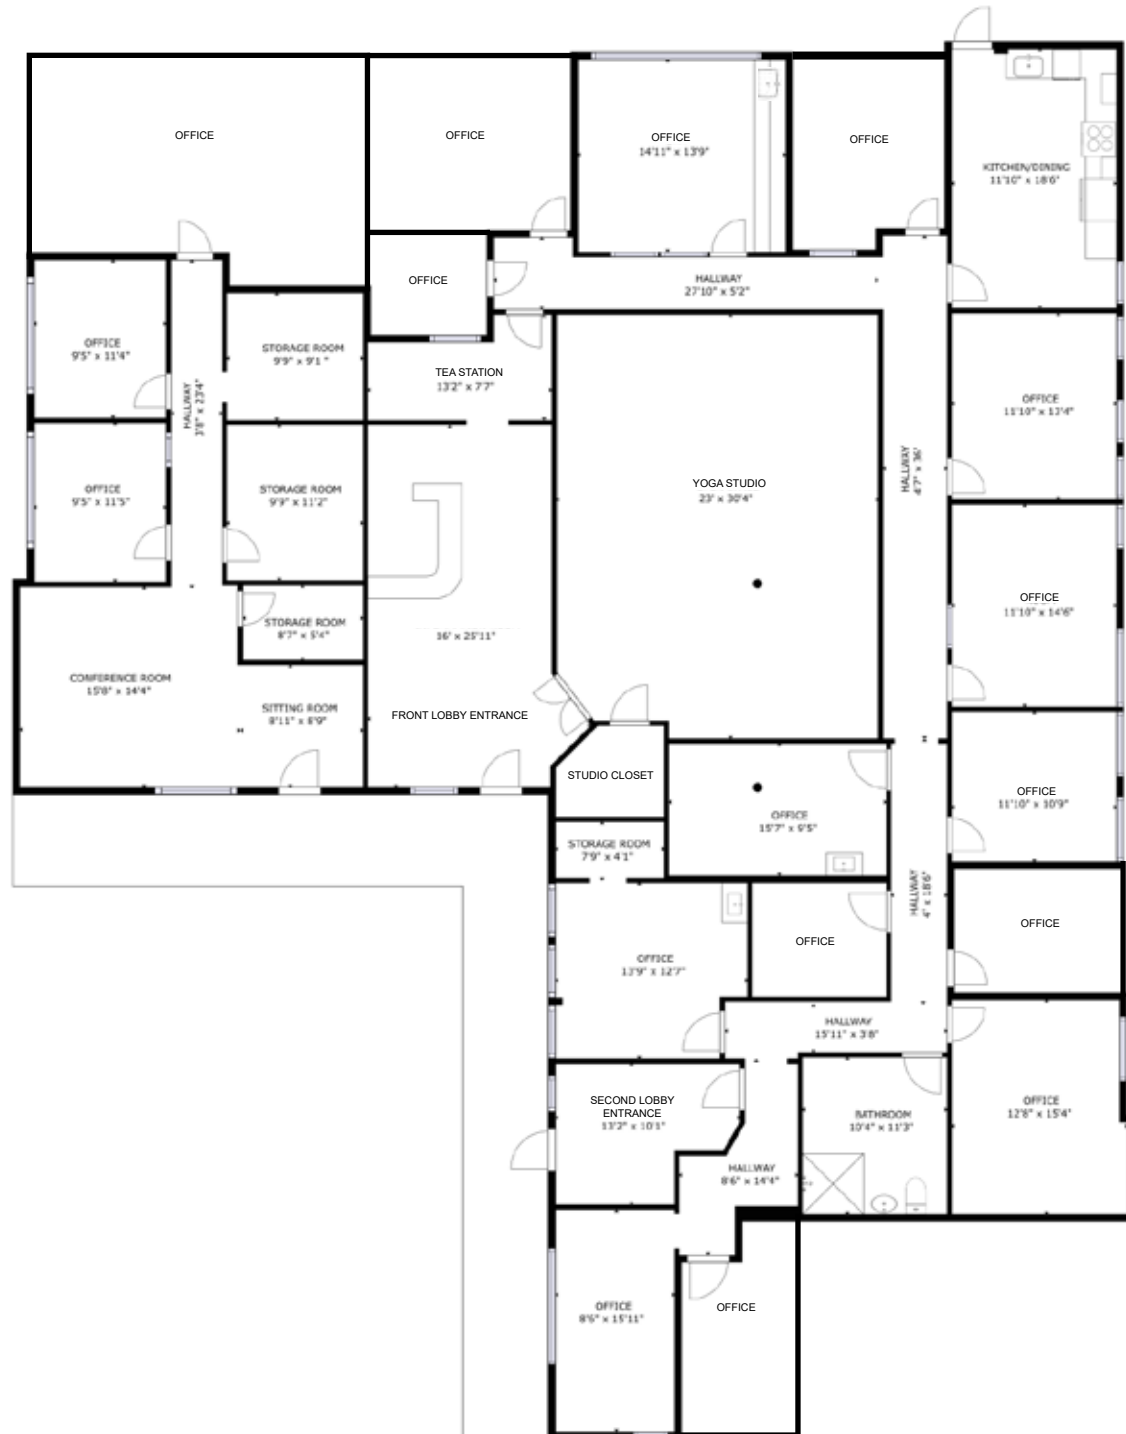 OFFICE
OFFICE
OFFICE
14'11" x 13'9"
OFFICE
KITCHEN/DINING
11'10" x 18'6"
OFFICE
HALLWAY
27'10" x 5'2"
OFFICE
9'5" x 11'4"
HALLWAY
3'8" x 23'4"
STORAGE ROOM
9'9" x 9'1 "
TEA STATION
13'2" x 7'7"
OFFICE
11'10" x 13'4"
OFFICE
9'5" x 11'5"
STORAGE ROOM
9'9" x 11'2"
YOGA STUDIO
23' x 30'4"
HALLWAY
4'7" x 36'
OFFICE
11'10" x 14'6"
STORAGE ROOM
8'7" x 5'4"
16' x 25'11"
CONFERENCE ROOM
15'8" x 14'4"
SITTING ROOM
8'11" x 8'9"
FRONT LOBBY ENTRANCE
STUDIO CLOSET
OFFICE
15'7" x 9'5"
OFFICE
11'10" x 10'9"
STORAGE ROOM
7'9" x 4'1"
HALLWAY
4' x 18'6"
OFFICE
OFFICE
OFFICE
13'9" x 12'7"
HALLWAY
15'11" x 3'8"
SECOND LOBBY
ENTRANCE
13'2" x 10'1"
BATHROOM
10'4" x 11'3"
OFFICE
12'8" x 15'4"
HALLWAY
8'6" x 14'4"
OFFICE
8'6" x 15'11"
OFFICE